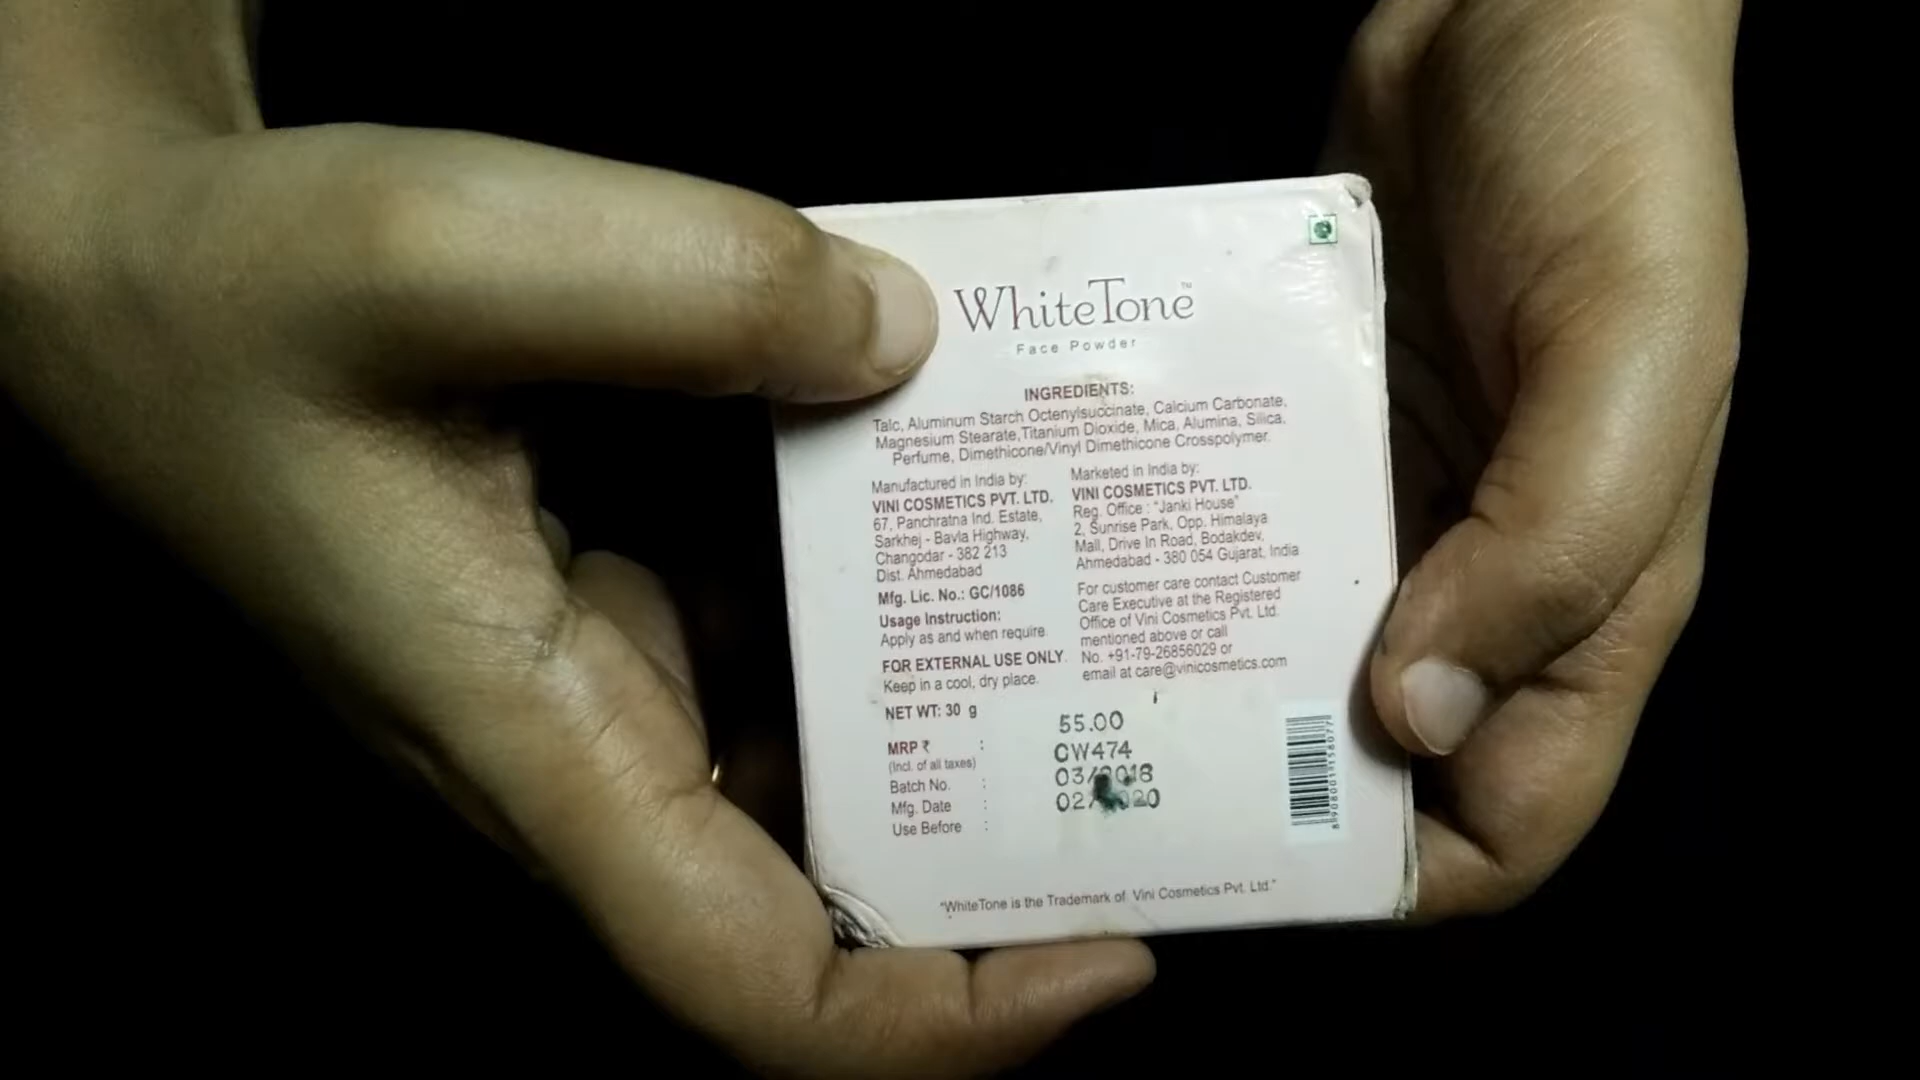 WhiteTone™
Face Powder
INGREDIENTS:
Talc, Aluminum Starch Octenylsuccinate, Calcium Carbonate,
Magnesium Stearate, Titanium Dioxide, Mica, Alumina, Silica,
Perfume, Dimethicone/Vinyl Dimethicone Crosspolymer.
Manufactured in India by:
VINI COSMETICS PVT. LTD.
67, Panchratna Ind. Estate,
Sarkhej - Bavla Highway,
Changodar - 382 213
Dist. Ahmedabad
Mfg. Lic. No.: GC/1086
Usage Instruction:
Apply as and when require.
FOR EXTERNAL USE ONLY.
Keep in a cool, dry place.
Marketed in India by:
VINI COSMETICS PVT. LTD.
Reg. Office : "Janki House"
2, Sunrise Park, Opp. Himalaya
Mall, Drive In Road, Bodakdev,
Ahmedabad - 380 054 Gujarat, India
For customer care contact Customer
Care Executive at the Registered
Office of Vini Cosmetics Pvt. Ltd.
mentioned above or call
No. +91-79-26856029 or
email at care@vinicosmetics.com
NET WT: 30 g
MRP ₹ : 55.00
(Incl. of all taxes)
Batch No. : CW474
Mfg. Date : 03/2018
Use Before : 02/2020
"WhiteTone is the Trademark of Vini Cosmetics Pvt. Ltd."